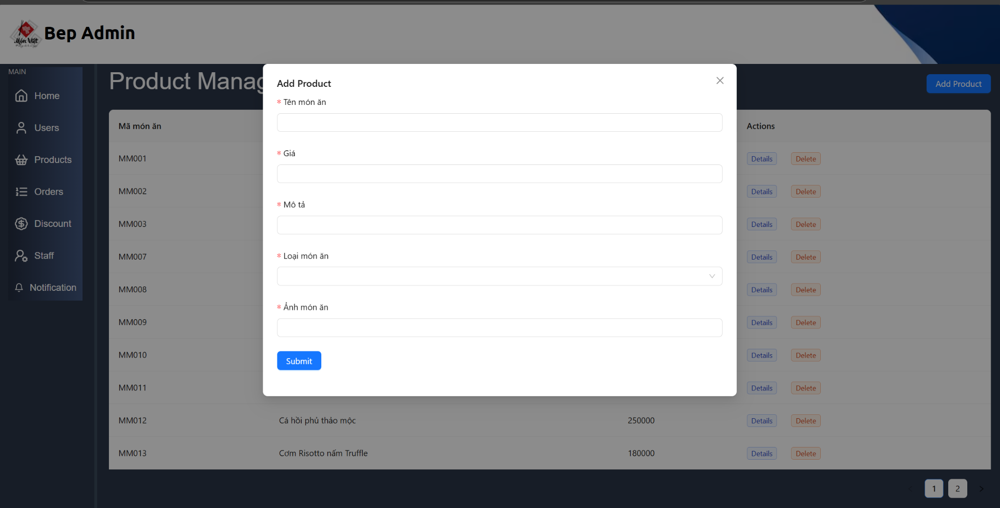 Món Việt
Bep Admin
MAIN
Home
Users
Products
Orders
Discount
Staff
Notification
Product Manag
Add Product
Mã món ăn
Actions
MM001
Details
Delete
MM002
Details
Delete
MM003
Details
Delete
MM007
Details
Delete
MM008
Details
Delete
MM009
Details
Delete
MM010
Details
Delete
MM011
Details
Delete
MM012
Cá hồi phủ thảo mộc
250000
Details
Delete
MM013
Cơm Risotto nấm Truffle
180000
Details
Delete
1
2
Add Product
* Tên món ăn
* Giá
* Mô tả
* Loại món ăn
* Ảnh món ăn
Submit